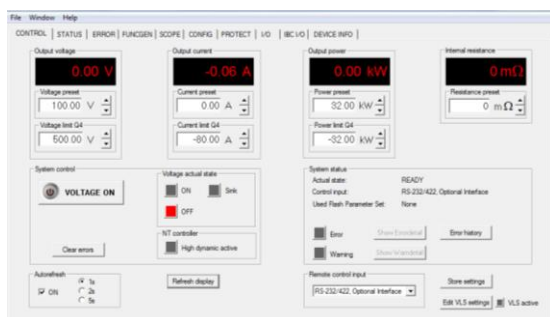 File Window Help
CONTROL STATUS ERROR FUNCGEN SCOPE CONFIG PROTECT I/O IBC I/O DEVICE INFO
Output voltage Output current Output power Internal resistance
0.00 V -0.06 A 0.00 kW 0 mΩ
Voltage preset Current preset Power preset Resistance preset
100.00 V 0.00 A 32.00 kW 0 mΩ
Voltage limit Q4 Current limit Q4 Power limit Q4
500.00 V -80.00 A -32.00 kW
System control Voltage actual state System status
Actual state: READY
VOLTAGE ON ON Sink Control input: RS-232/422, Optional Interface
OFF Used Flash Parameter Set: None
NT controller Error Show Errordetail Error history
Clear errors High dynamic active Warning Show Warndetail
Autorefresh Remote control input
ON 1s Refresh display Store settings
2s RS-232/422, Optional Interface
5s Edit VLS settings VLS active